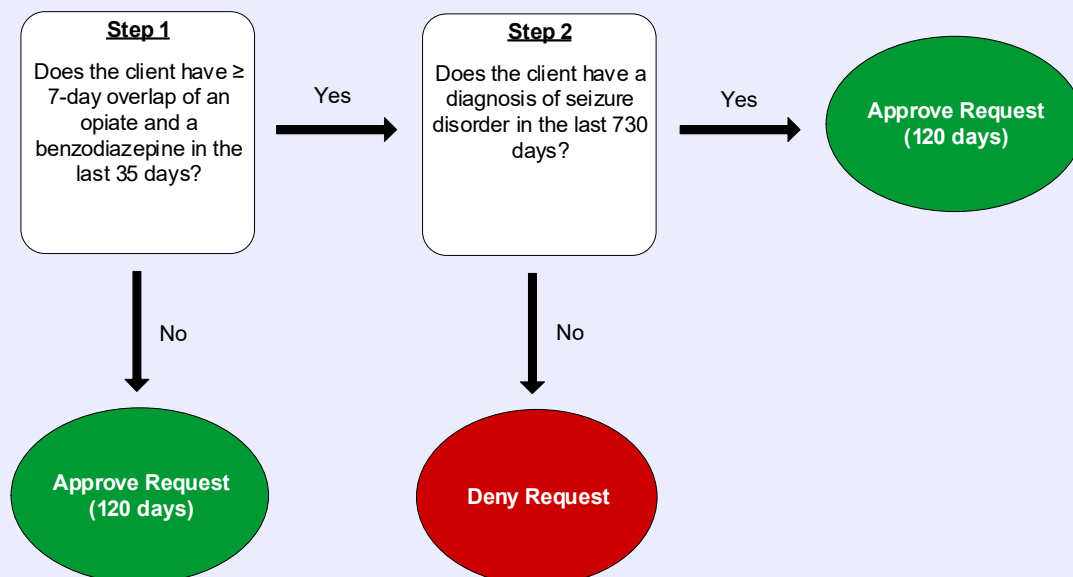 Step 1
Does the client have ≥
7-day overlap of an
opiate and a
benzodiazepine in the
last 35 days?
Yes
Step 2
Does the client have a
diagnosis of seizure
disorder in the last 730
days?
Yes
Approve Request
(120 days)
No
No
Approve Request
(120 days)
Deny Request